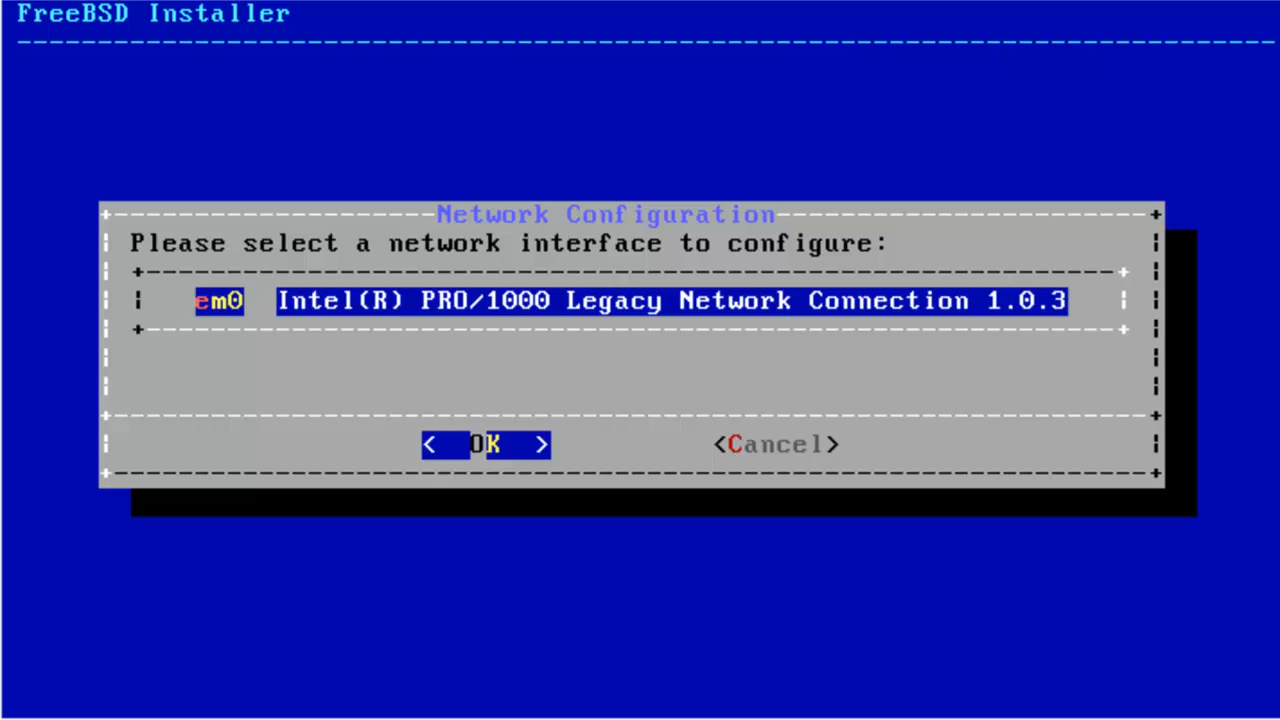 FreeBSD Installer
Network Configuration
Please select a network interface to configure:
em0 Intel(R) PRO/1000 Legacy Network Connection 1.0.3
< OK > <Cancel>